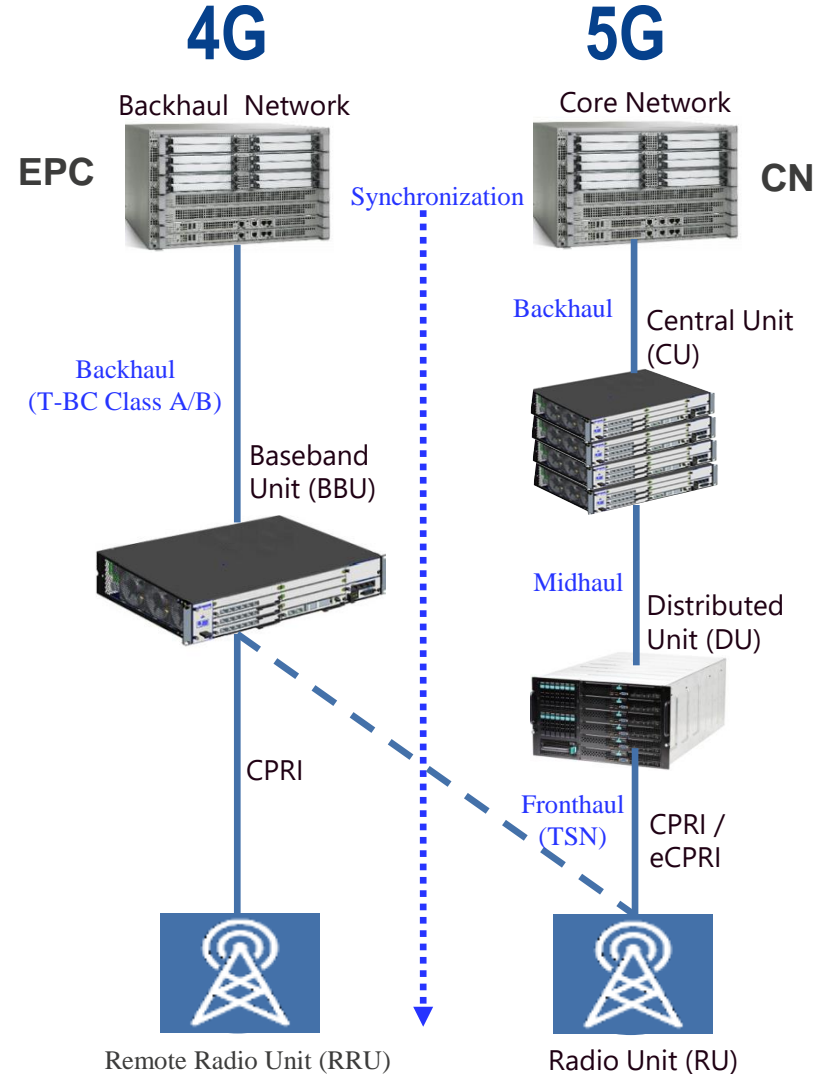 4G
5G
Backhaul Network
Core Network
EPC
CN
Synchronization
Backhaul
Central Unit
(CU)
Backhaul
(T-BC Class A/B)
Baseband
Unit (BBU)
Midhaul
Distributed
Unit (DU)
CPRI
Fronthaul
(TSN)
CPRI /
eCPRI
Remote Radio Unit (RRU)
Radio Unit (RU)